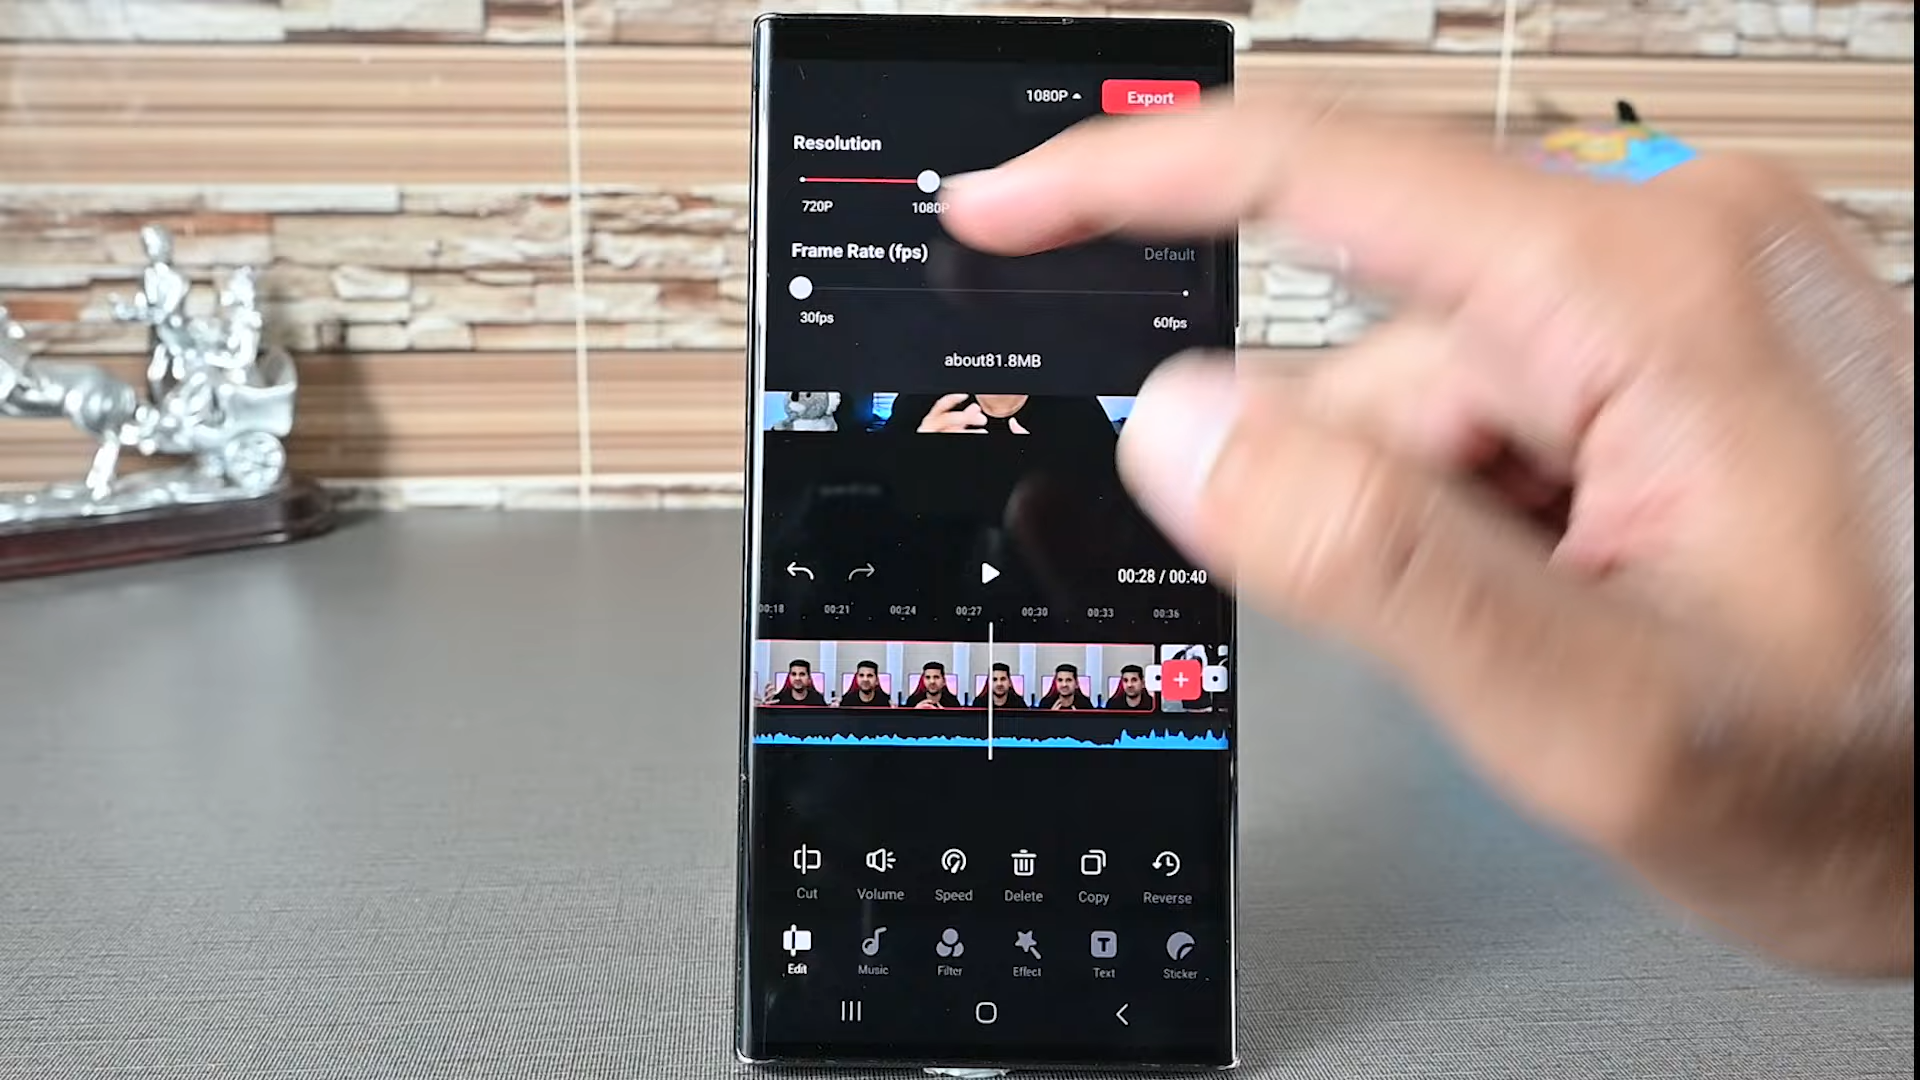 1080P
Export
Resolution
720P
1080P
Frame Rate (fps)
Default
30fps
60fps
about81.8MB
00:28 / 00:40
00:18 00:21 00:24 00:27 00:30 00:33 00:36
Cut Volume Speed Delete Copy Reverse
Edit Music Filter Effect Text Sticker